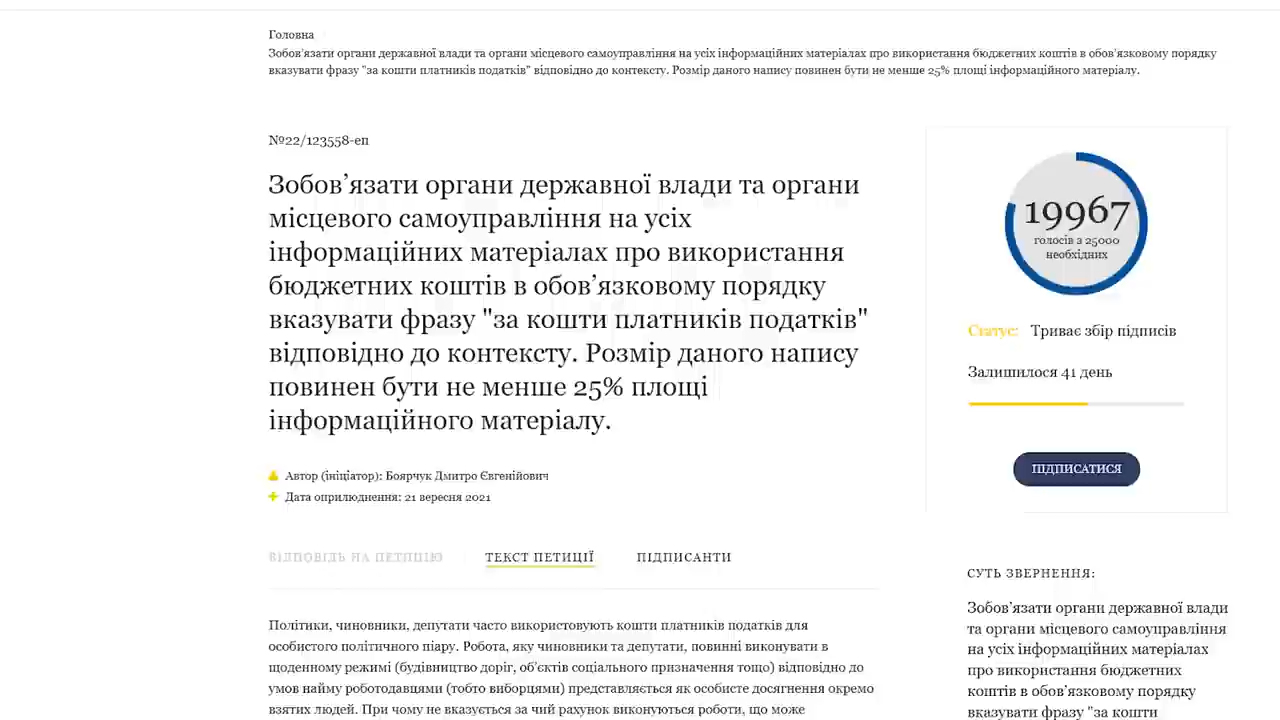 Головна
Зобов'язати органи державної влади та органи місцевого самоуправління на усіх інформаційних матеріалах про використання бюджетних коштів в обов'язковому порядку
вказувати фразу "за кошти платників податків" відповідно до контексту. Розмір даного напису повинен бути не менше 25% площі інформаційного матеріалу.
№22/123558-еп
Зобов’язати органи державної влади та органи
місцевого самоуправління на усіх
інформаційних матеріалах про використання
бюджетних коштів в обов’язковому порядку
вказувати фразу "за кошти платників податків"
відповідно до контексту. Розмір даного напису
повинен бути не менше 25% площі
інформаційного матеріалу.
Автор (ініціатор): Боярчук Дмитро Євгенійович
Дата оприлюднення: 21 вересня 2021
ВІДПОВІДЬ НА ПЕТИЦІЮ
ТЕКСТ ПЕТИЦІЇ
ПІДПИСАНТИ
Політики, чиновники, депутати часто використовують кошти платників податків для
особистого політичного піару. Робота, яку чиновники та депутати, повинні виконувати в
щоденному режимі (будівництво доріг, об'єктів соціального призначення тощо) відповідно до
умов найму роботодавцями (тобто виборцями) представляється як особисте досягнення окремо
взятих людей. При чому не вказується за чий рахунок виконуються роботи, що може
19967
голосів з 25000
необхідних
Статус: Триває збір підписів
Залишилося 41 день
ПІДПИСАТИСЯ
СУТЬ ЗВЕРНЕННЯ:
Зобов’язати органи державної влади
та органи місцевого самоуправління
на усіх інформаційних матеріалах
про використання бюджетних
коштів в обов’язковому порядку
вказувати фразу "за кошти